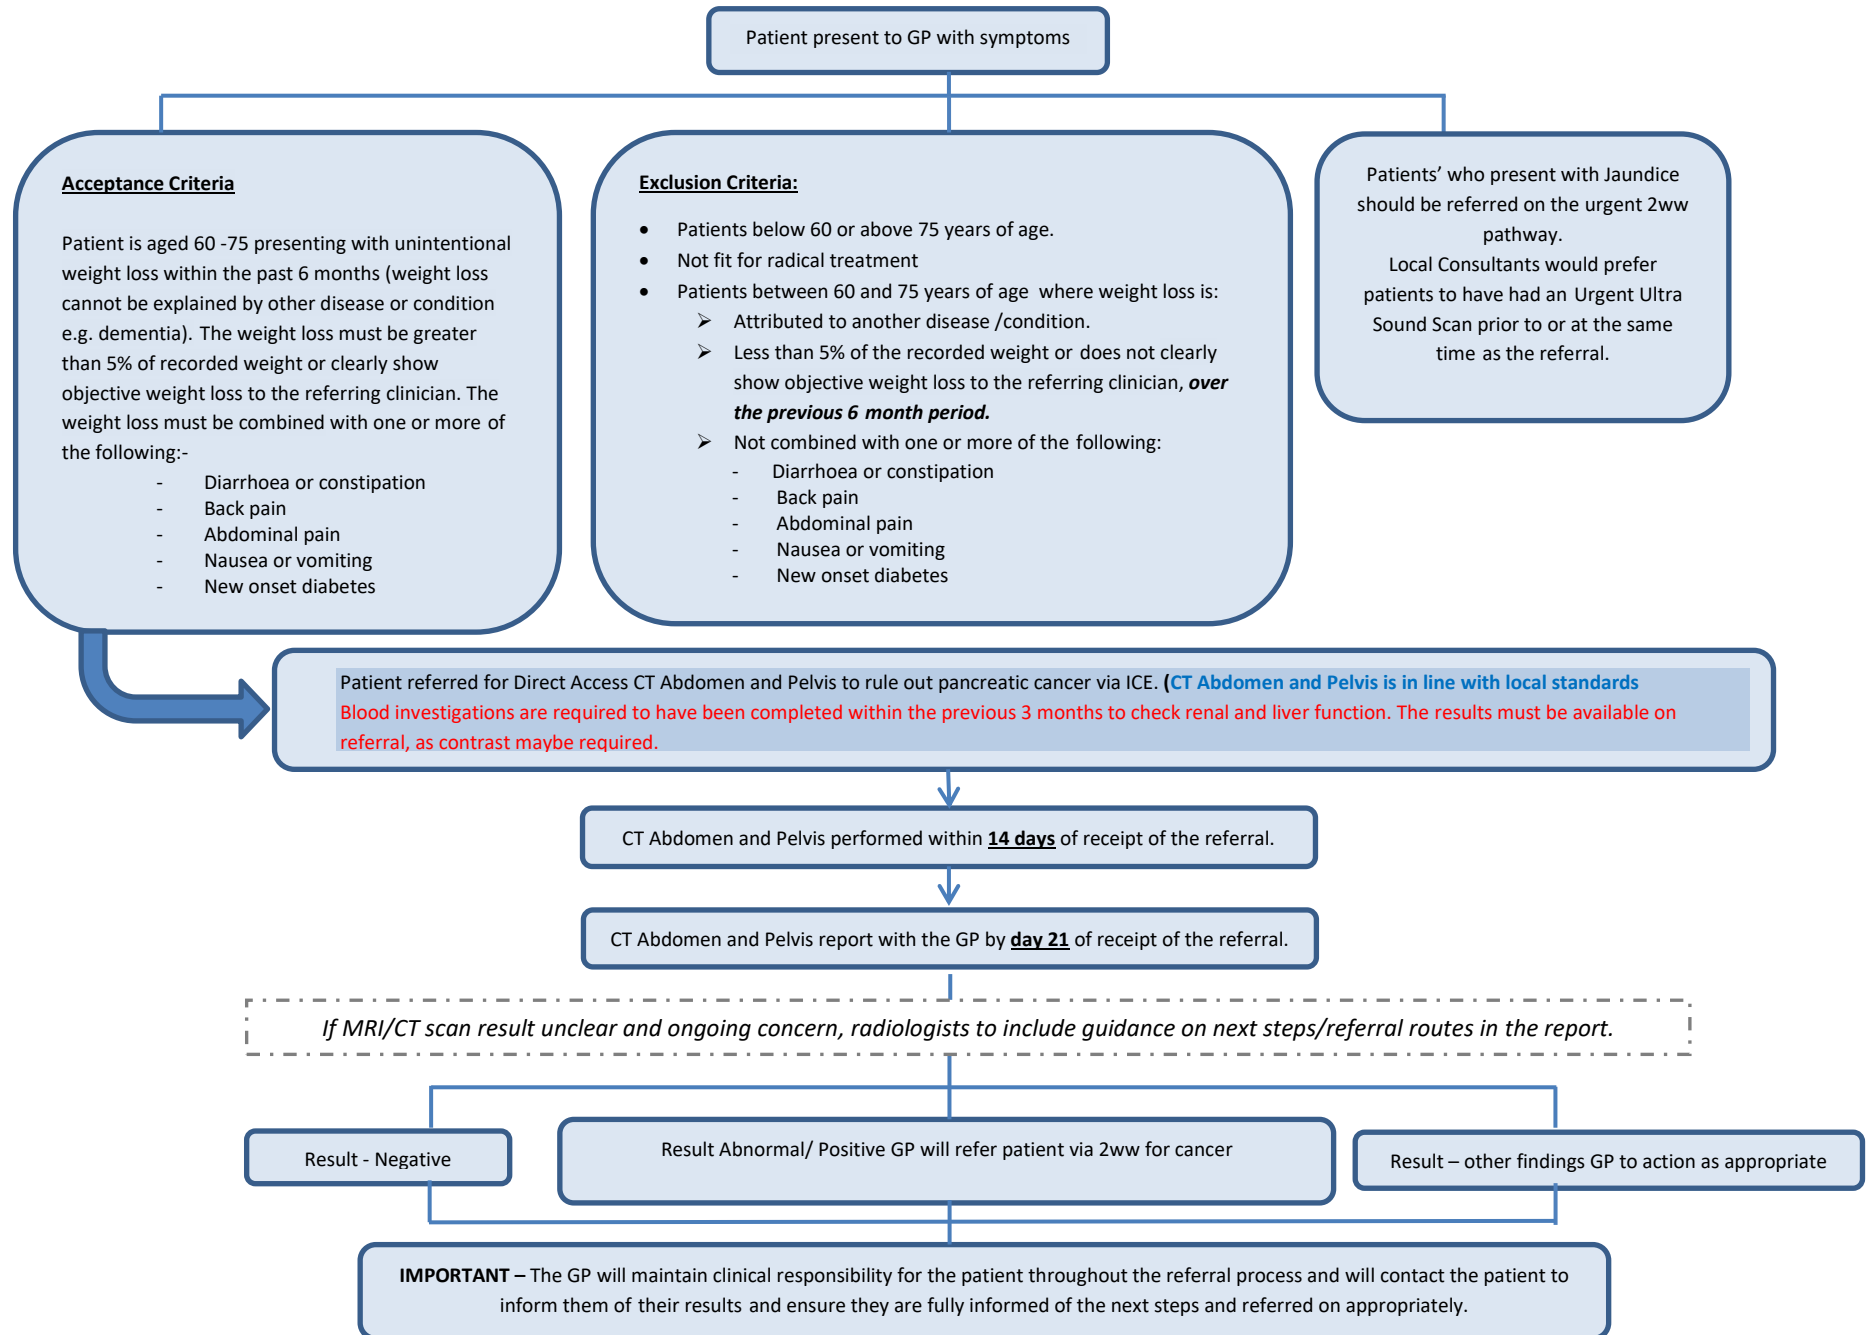 Patient present to GP with symptoms
Acceptance Criteria
Patient is aged 60 -75 presenting with unintentional
weight loss within the past 6 months (weight loss
cannot be explained by other disease or condition
e.g. dementia). The weight loss must be greater
than 5% of recorded weight or clearly show
objective weight loss to the referring clinician. The
weight loss must be combined with one or more of
the following:-
- Diarrhoea or constipation
- Back pain
- Abdominal pain
- Nausea or vomiting
- New onset diabetes
Exclusion Criteria:
• Patients below 60 or above 75 years of age.
• Not fit for radical treatment
• Patients between 60 and 75 years of age where weight loss is:
➢ Attributed to another disease /condition.
➢ Less than 5% of the recorded weight or does not clearly
show objective weight loss to the referring clinician, over
the previous 6 month period.
➢ Not combined with one or more of the following:
- Diarrhoea or constipation
- Back pain
- Abdominal pain
- Nausea or vomiting
- New onset diabetes
Patients’ who present with Jaundice
should be referred on the urgent 2ww
pathway.
Local Consultants would prefer
patients to have had an Urgent Ultra
Sound Scan prior to or at the same
time as the referral.
Patient referred for Direct Access CT Abdomen and Pelvis to rule out pancreatic cancer via ICE. (CT Abdomen and Pelvis is in line with local standards
Blood investigations are required to have been completed within the previous 3 months to check renal and liver function. The results must be available on
referral, as contrast maybe required.
CT Abdomen and Pelvis performed within 14 days of receipt of the referral.
CT Abdomen and Pelvis report with the GP by day 21 of receipt of the referral.
If MRI/CT scan result unclear and ongoing concern, radiologists to include guidance on next steps/referral routes in the report.
Result - Negative
Result Abnormal/ Positive GP will refer patient via 2ww for cancer
Result – other findings GP to action as appropriate
IMPORTANT – The GP will maintain clinical responsibility for the patient throughout the referral process and will contact the patient to
inform them of their results and ensure they are fully informed of the next steps and referred on appropriately.